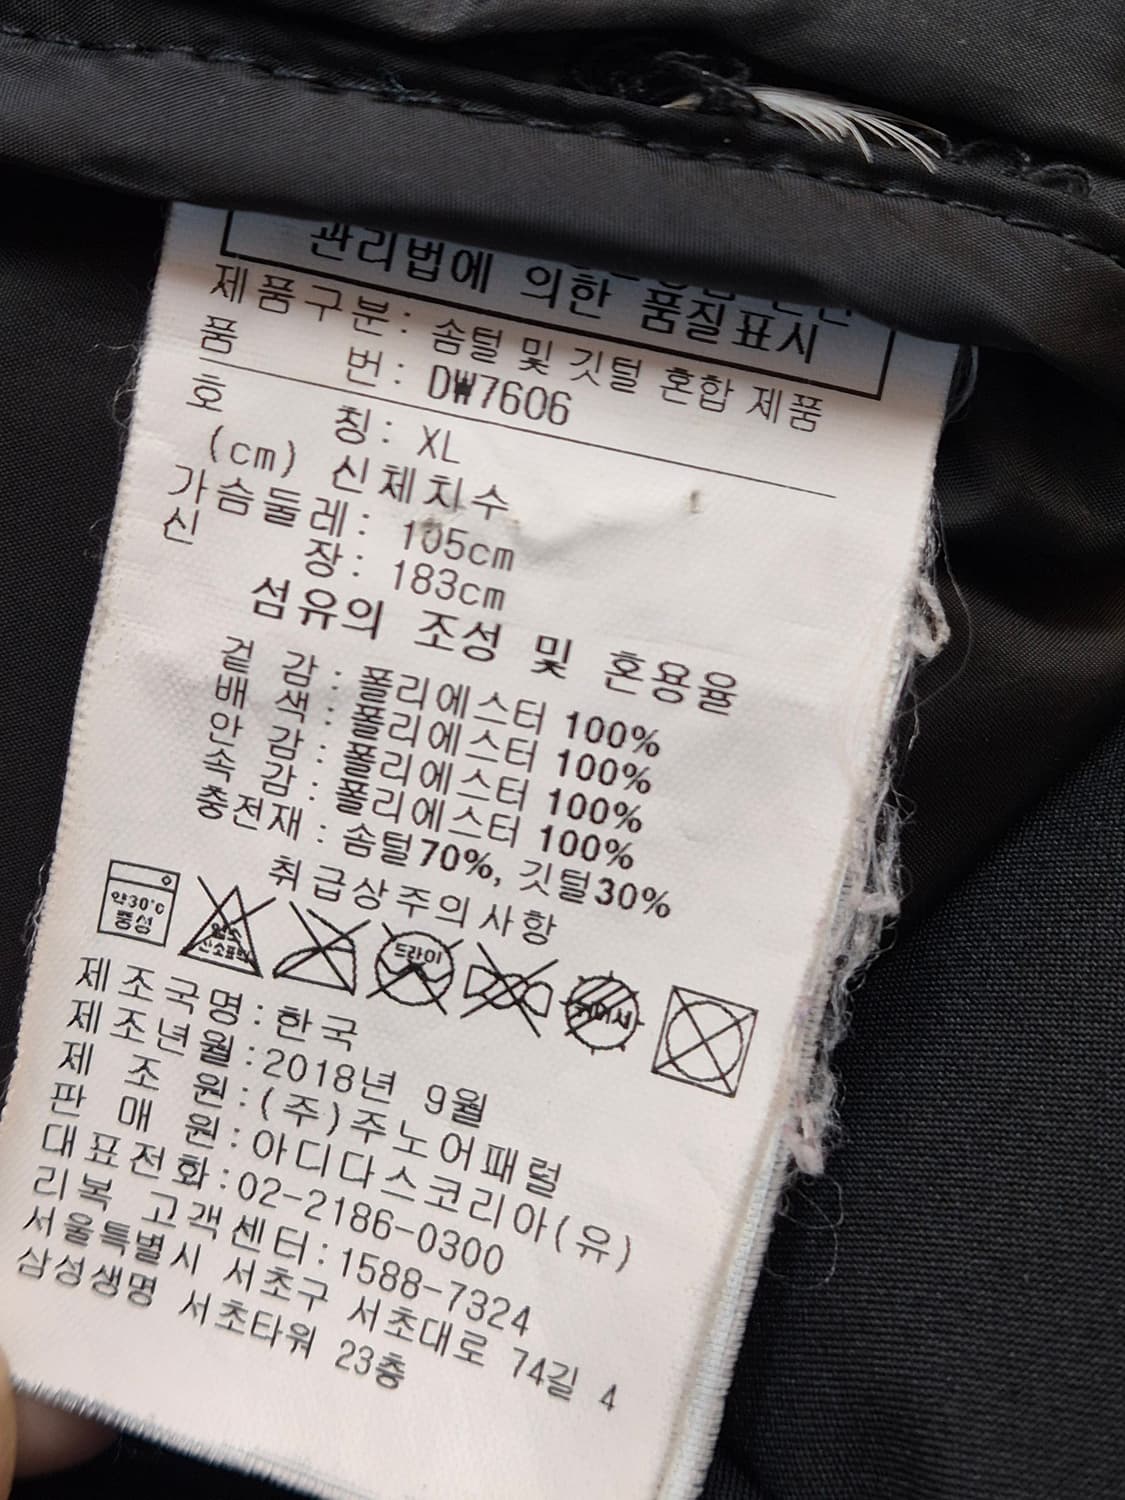 관리법에 의한 품질표시
제품구분: 솜털 및 깃털 혼합 제품
품 번: DW7606
호 칭: XL
(cm) 신체치수
가슴둘레: 105cm
신 장: 183cm
섬유의 조성 및 혼용율
겉 감: 폴리에스터 100%
배 색: 폴리에스터 100%
안 감: 폴리에스터 100%
속 감: 폴리에스터 100%
충전재: 솜털70%, 깃털30%
취급상주의사항
약30℃ 중성 염소 산소표백 드라이
제조국명: 한국
제조년월: 2018년 9월
제 조 원: (주)주노어패럴
판 매 원: 아디다스코리아(유)
대표전화: 02-2186-0300
리복 고객센터: 1588-7324
서울특별시 서초구 서초대로 74길 4
삼성생명 서초타워 23층